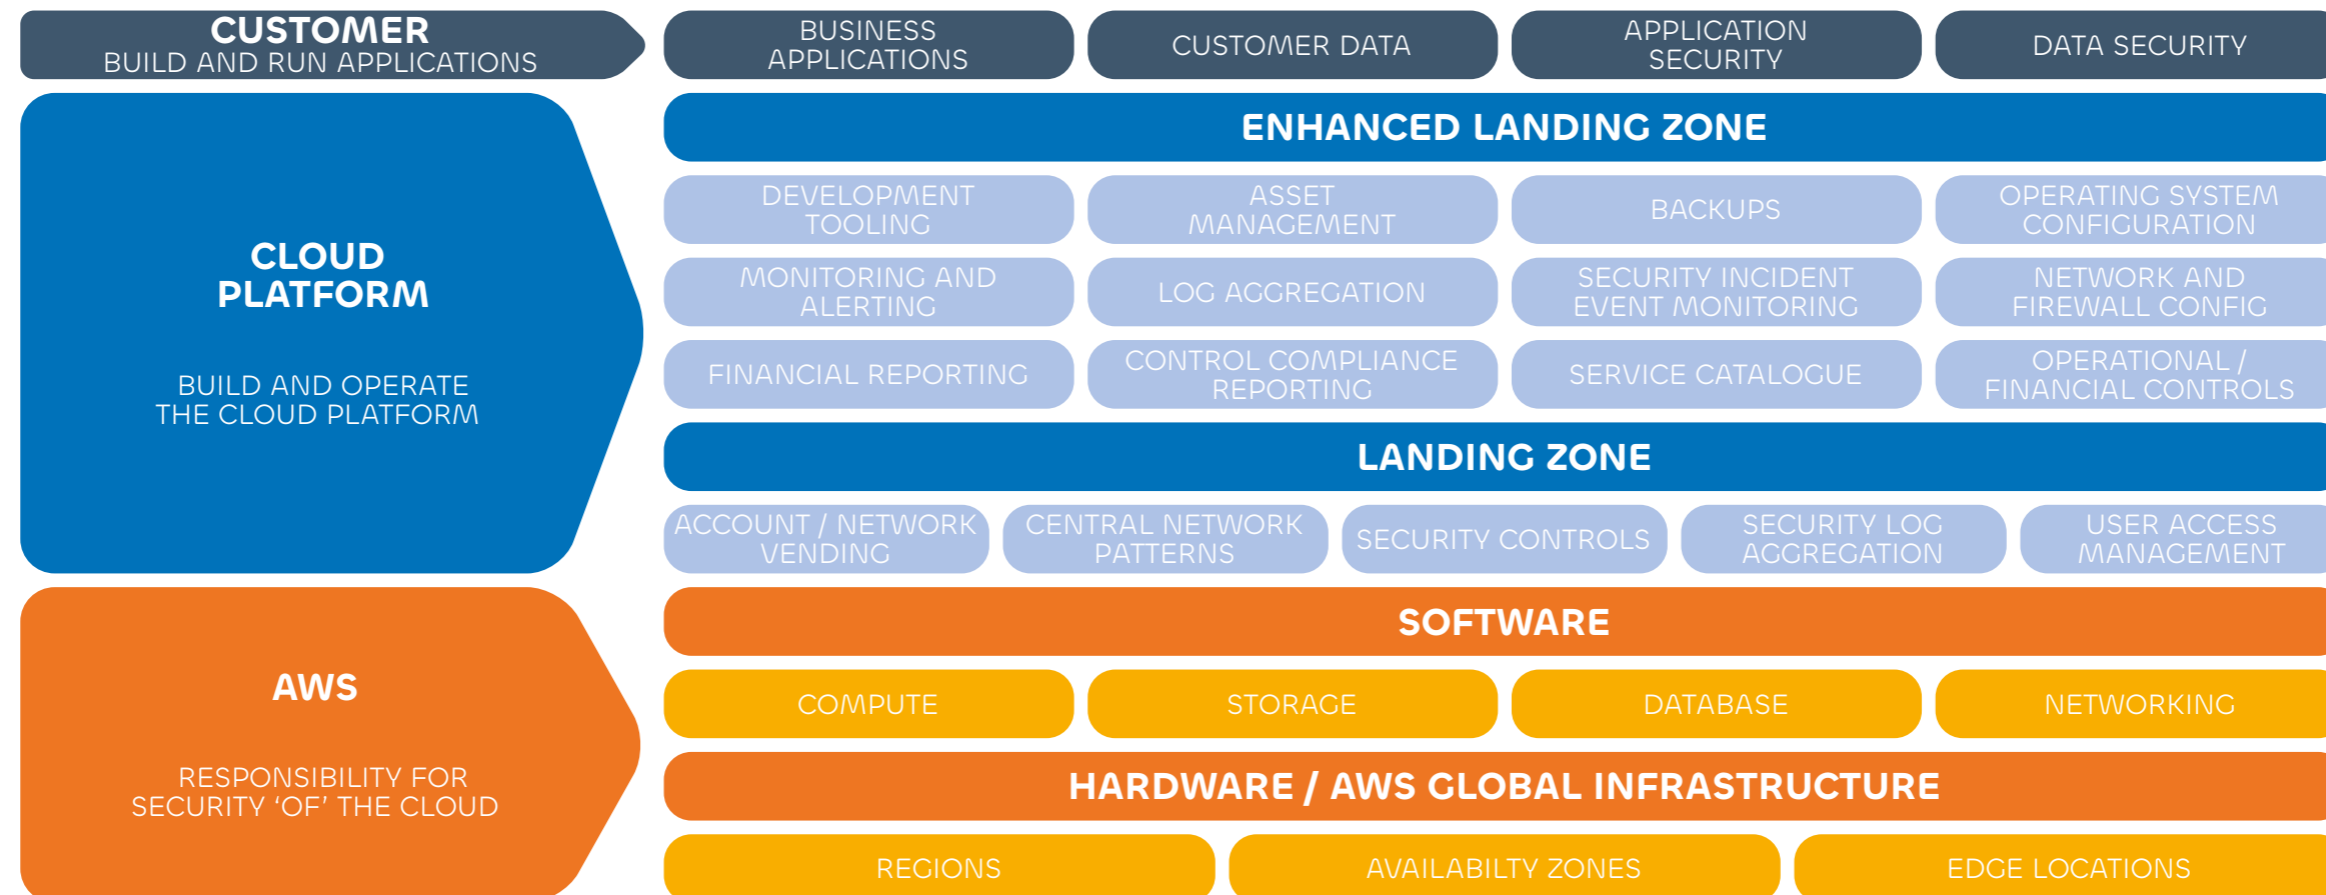 CUSTOMER
BUILD AND RUN APPLICATIONS
BUSINESS
APPLICATIONS
CUSTOMER DATA
APPLICATION
SECURITY
DATA SECURITY
CLOUD
PLATFORM
BUILD AND OPERATE
THE CLOUD PLATFORM
ENHANCED LANDING ZONE
DEVELOPMENT
TOOLING
ASSET
MANAGEMENT
BACKUPS
OPERATING SYSTEM
CONFIGURATION
MONITORING AND
ALERTING
LOG AGGREGATION
SECURITY INCIDENT
EVENT MONITORING
NETWORK AND
FIREWALL CONFIG
FINANCIAL REPORTING
CONTROL COMPLIANCE
REPORTING
SERVICE CATALOGUE
OPERATIONAL /
FINANCIAL CONTROLS
LANDING ZONE
ACCOUNT / NETWORK
VENDING
CENTRAL NETWORK
PATTERNS
SECURITY CONTROLS
SECURITY LOG
AGGREGATION
USER ACCESS
MANAGEMENT
AWS
RESPONSIBILITY FOR
SECURITY ‘OF’ THE CLOUD
SOFTWARE
COMPUTE
STORAGE
DATABASE
NETWORKING
HARDWARE / AWS GLOBAL INFRASTRUCTURE
REGIONS
AVAILABILTY ZONES
EDGE LOCATIONS